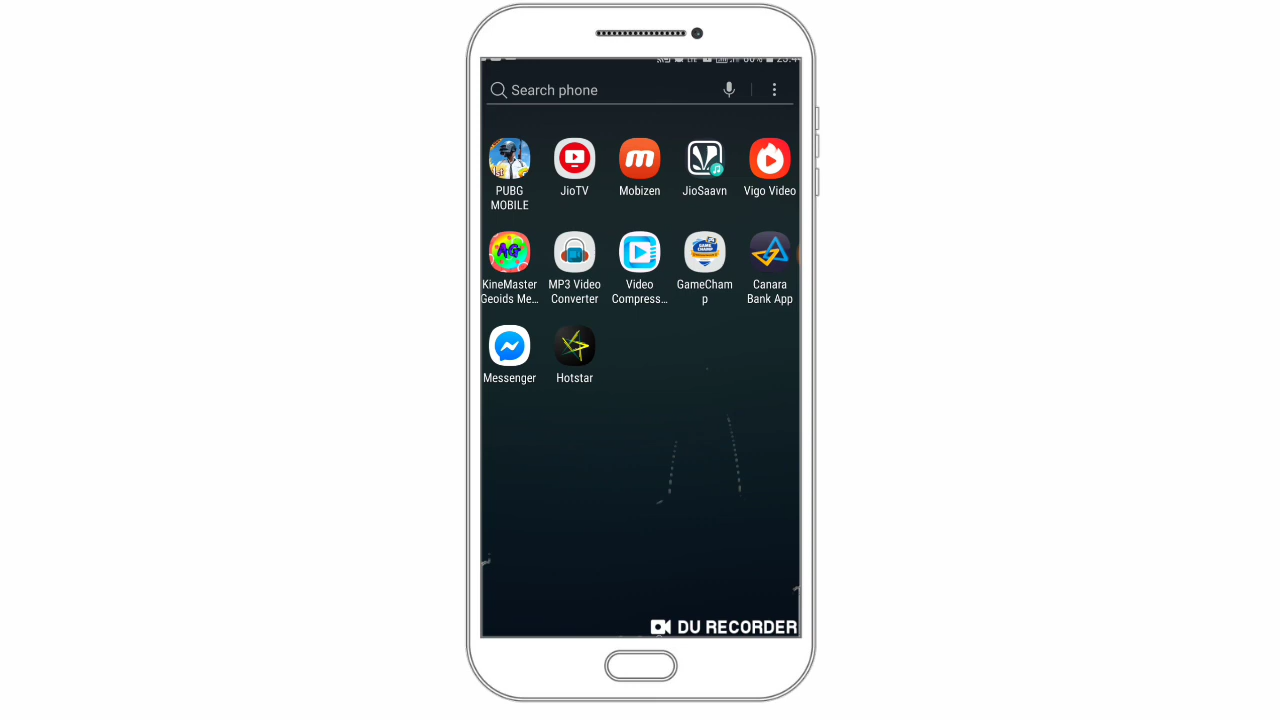 Search phone
PUBG
MOBILE
JioTV
Mobizen
JioSaavn
Vigo Video
KineMaster
Geoids Me...
MP3 Video
Converter
Video
Compress...
GameCham
p
Canara
Bank App
Messenger
Hotstar
DU RECORDER